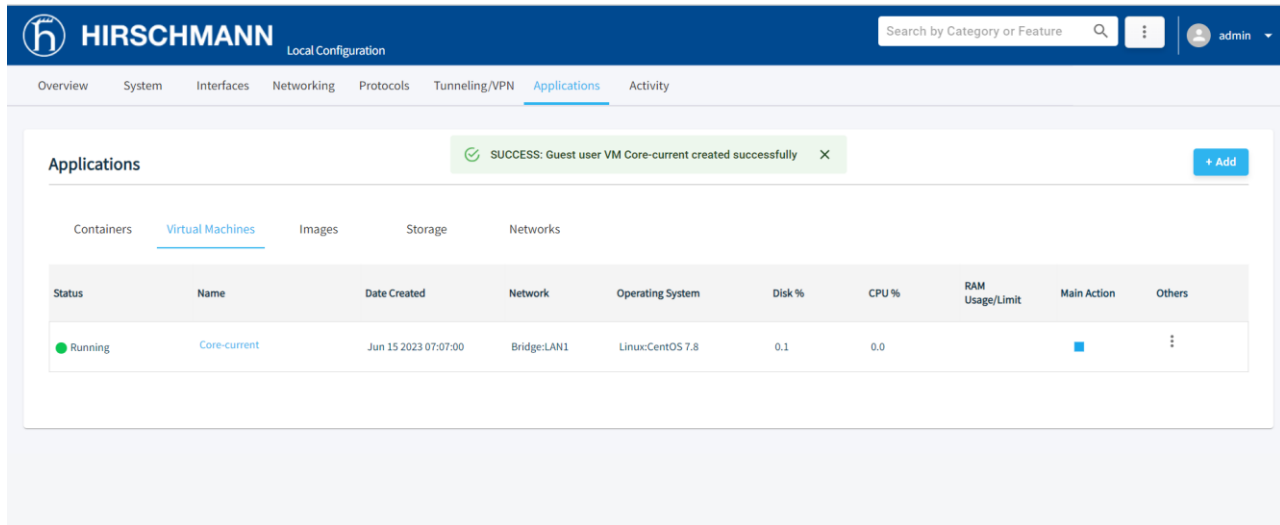 HIRSCHMANN Local Configuration Search by Category or Feature admin
Overview System Interfaces Networking Protocols Tunneling/VPN Applications Activity
SUCCESS: Guest user VM Core-current created successfully
Applications + Add
Containers Virtual Machines Images Storage Networks
Status Name Date Created Network Operating System Disk % CPU % RAM Usage/Limit Main Action Others
Running Core-current Jun 15 2023 07:07:00 Bridge:LAN1 Linux:CentOS 7.8 0.1 0.0